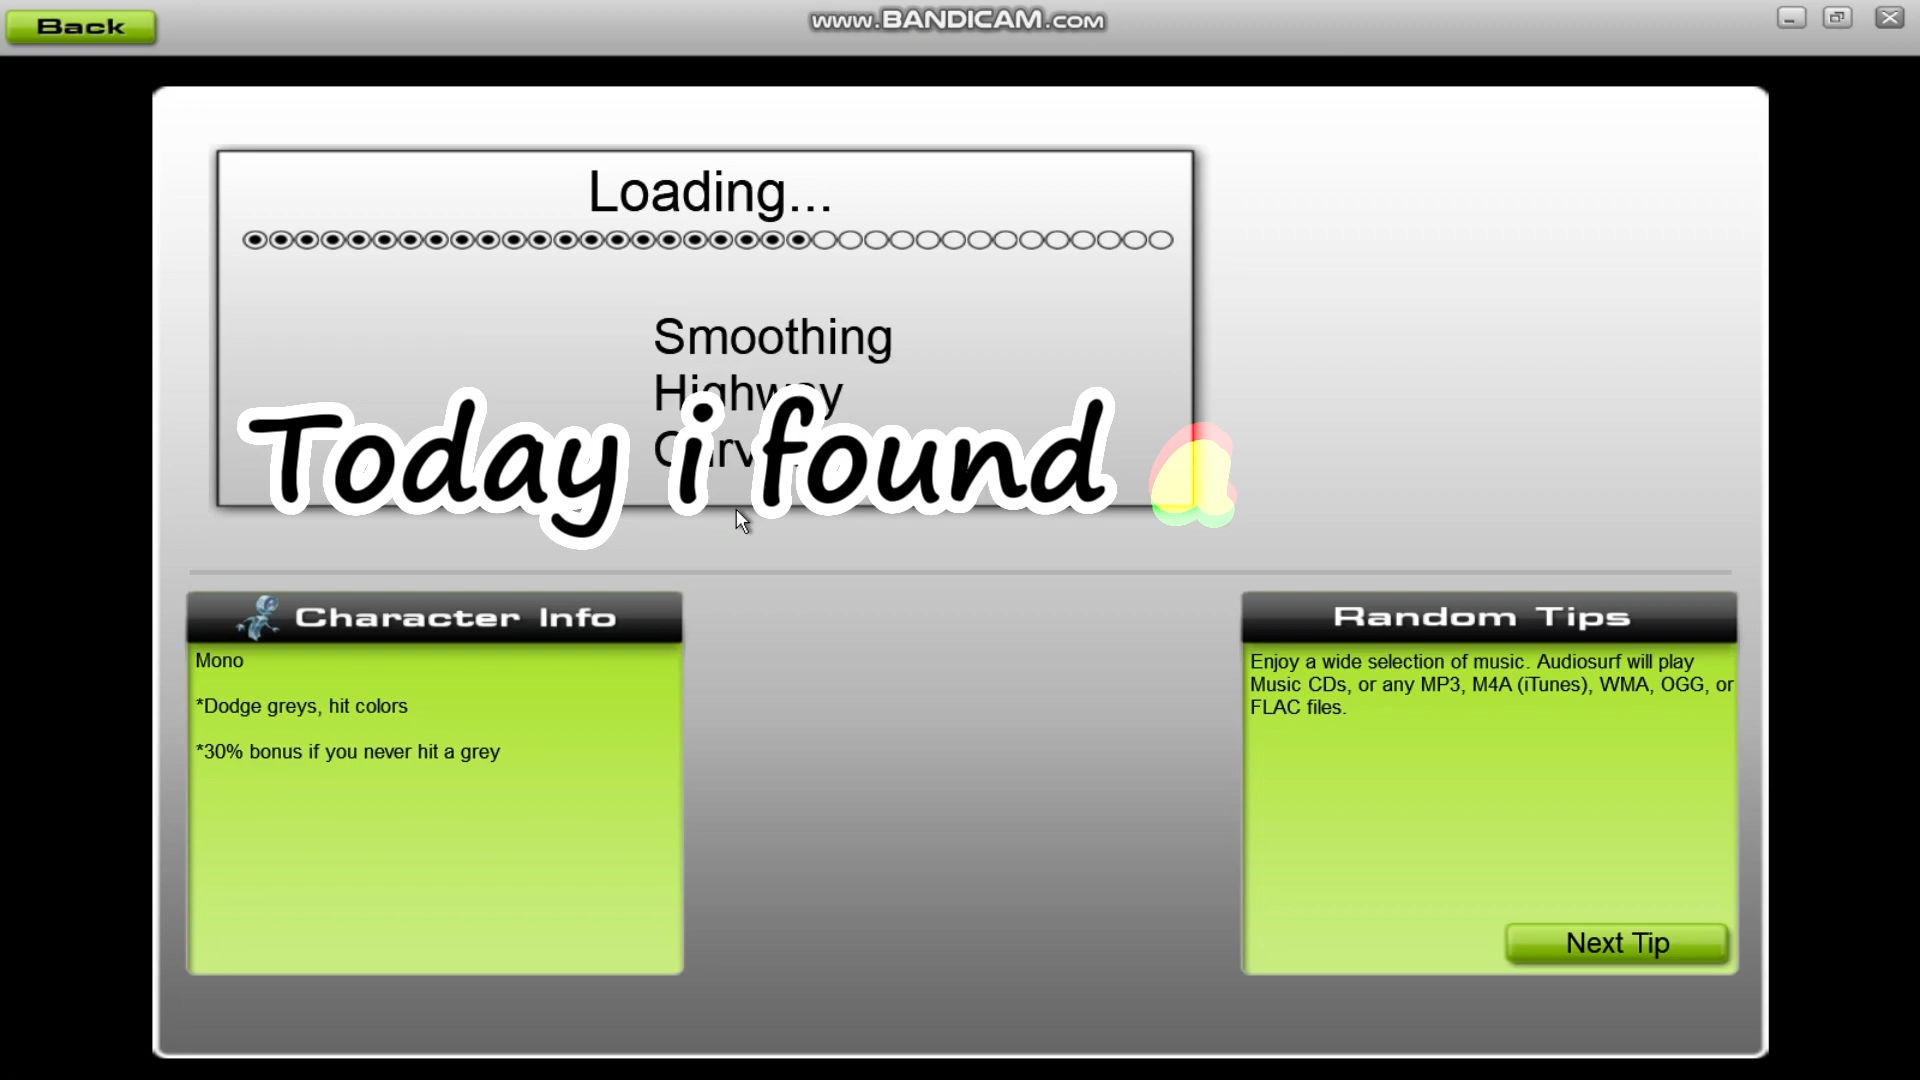 Back
www.BANDICAM.com
Loading...
Smoothing
Highway
Today i found a
Character Info
Mono
*Dodge greys, hit colors
*30% bonus if you never hit a grey
Random Tips
Enjoy a wide selection of music. Audiosurf will play
Music CDs, or any MP3, M4A (iTunes), WMA, OGG, or
FLAC files.
Next Tip